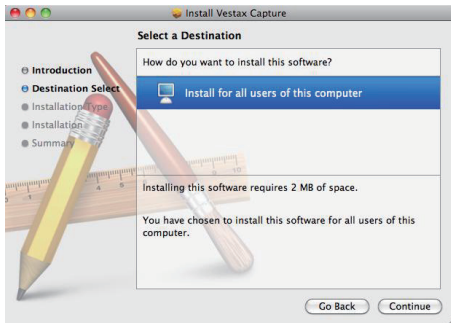 Install Vestax Capture
Select a Destination
Introduction
Destination Select
Installation Type
Installation
Summary
How do you want to install this software?
Install for all users of this computer
Installing this software requires 2 MB of space.
You have chosen to install this software for all users of this
computer.
Go Back
Continue